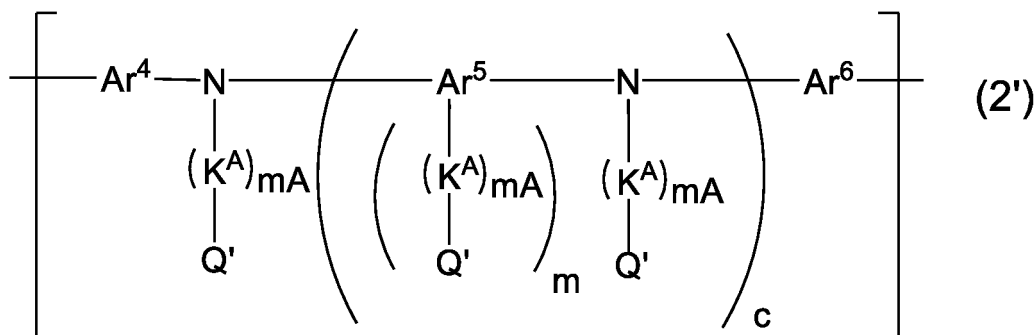 Ar⁴ N Ar⁵ N Ar⁶ (2')
(Kᴬ)mA (Kᴬ)mA (Kᴬ)mA
Q' Q' Q'
m
c